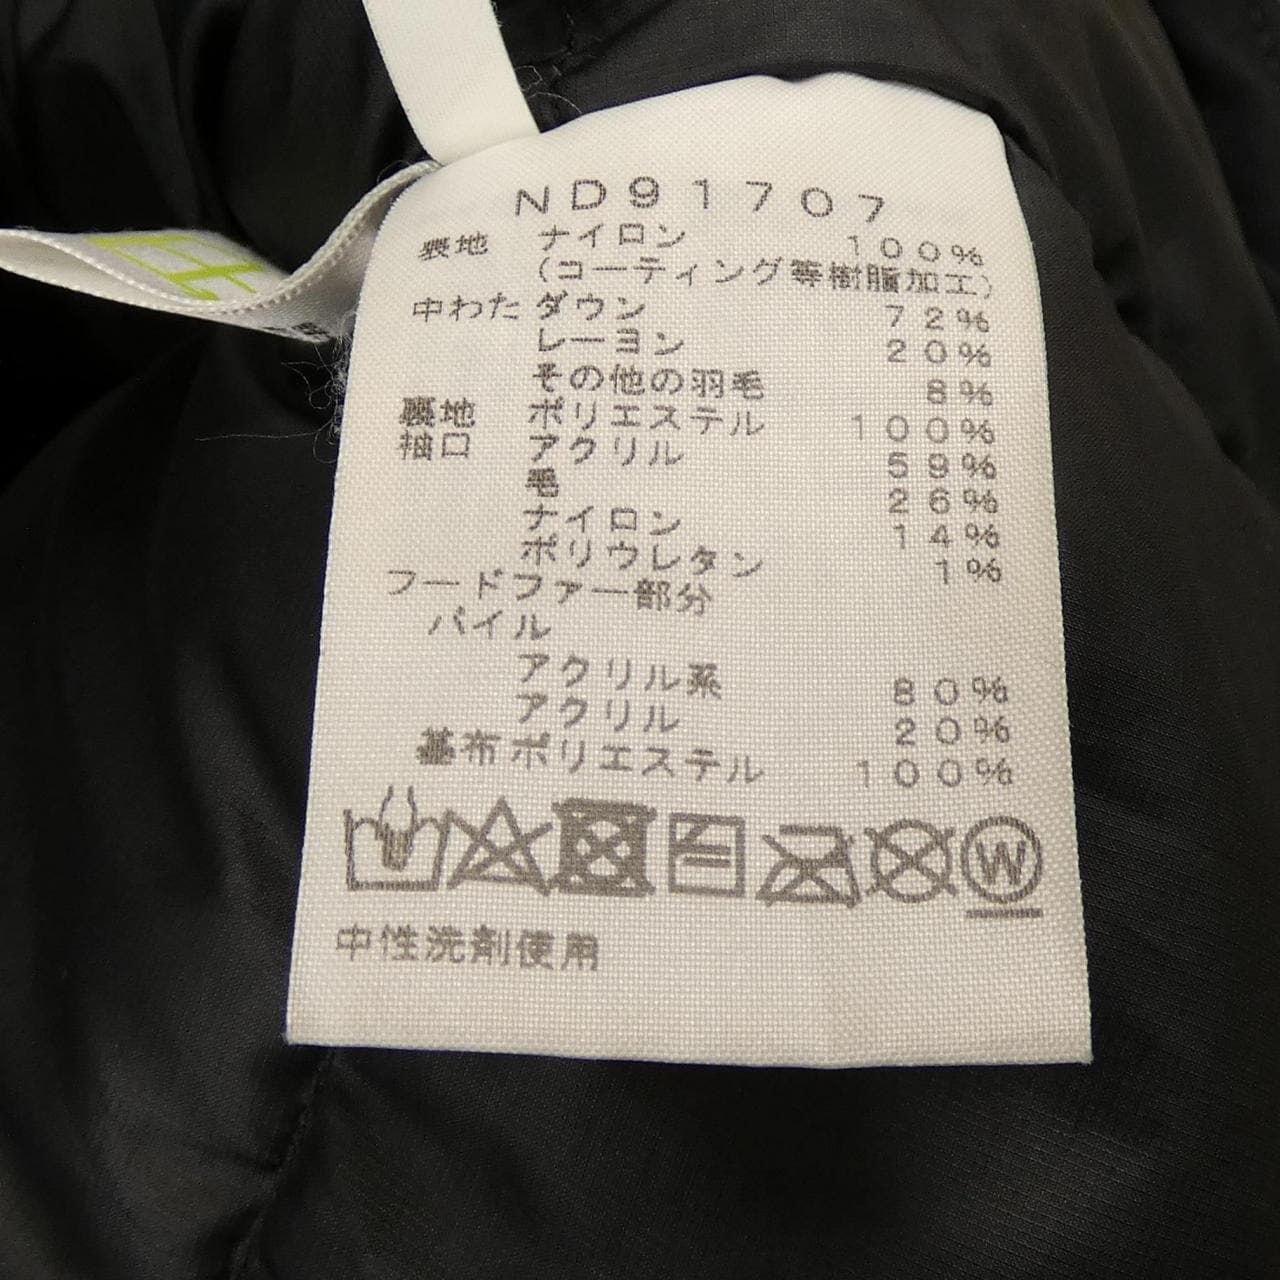 ND91707
表地 ナイロン 100%
(コーティング等樹脂加工)
中わた ダウン 72%
レーヨン 20%
その他の羽毛 8%
裏地 ポリエステル 100%
袖口 アクリル 59%
毛 26%
ナイロン 14%
ポリウレタン 1%
フードファー部分
パイル
アクリル系 80%
アクリル 20%
基布 ポリエステル 100%
W
中性洗剤使用